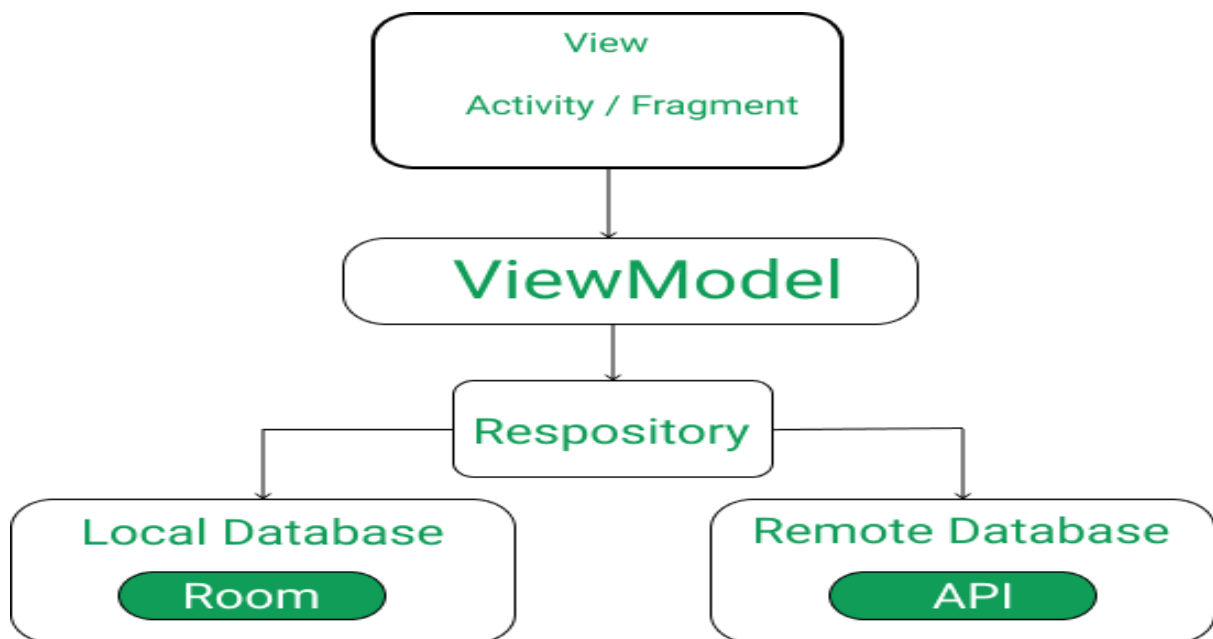 View
Activity / Fragment
ViewModel
Respository
Local Database
Room
Remote Database
API